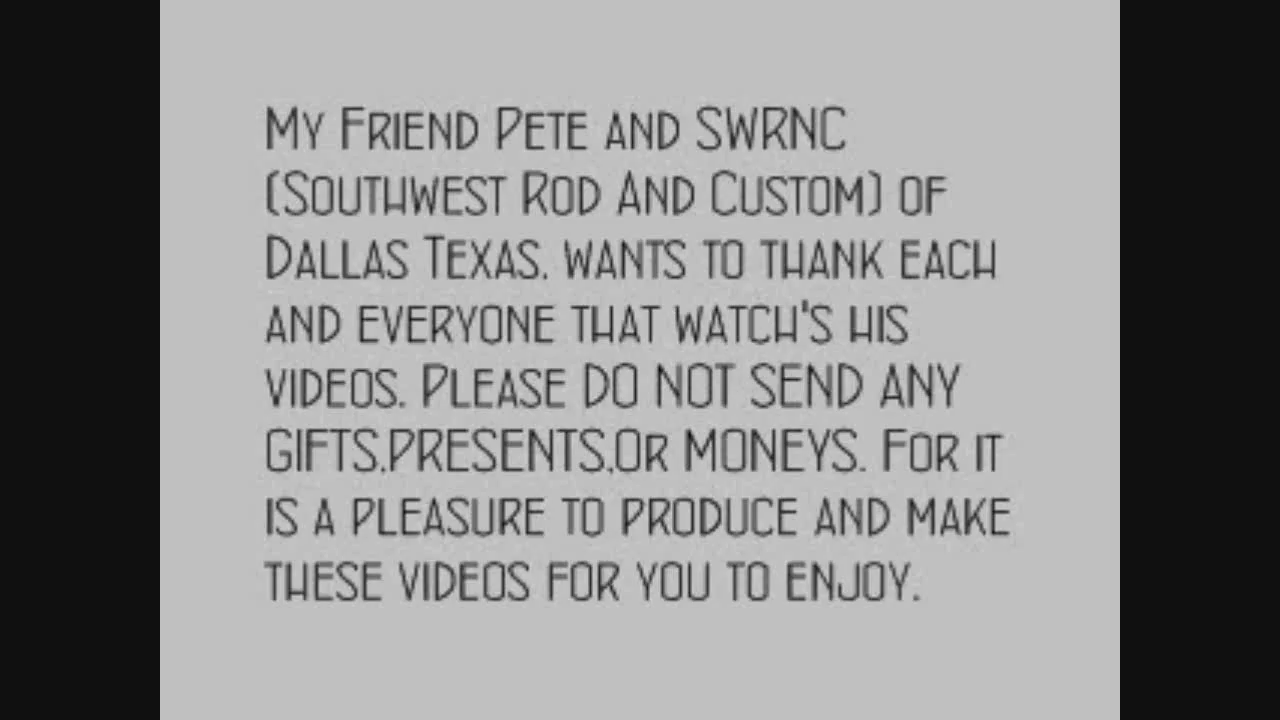 My Friend Pete and SWRNC
(Southwest Rod And Custom) of
Dallas Texas. wants to thank each
and everyone that watch's his
videos. Please DO NOT SEND ANY
GIFTS,PRESENTS,Or MONEYS. For it
is a pleasure to produce and make
these videos for you to enjoy.